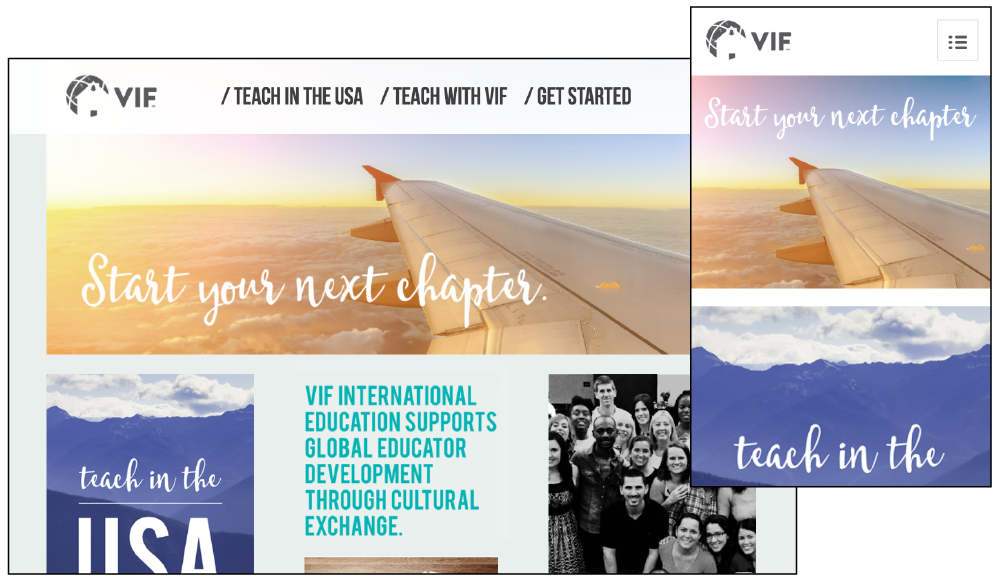 VIF
/ TEACH IN THE USA / TEACH WITH VIF / GET STARTED
Start your next chapter.
teach in the
USA
VIF INTERNATIONAL
EDUCATION SUPPORTS
GLOBAL EDUCATOR
DEVELOPMENT
THROUGH CULTURAL
EXCHANGE.
VIF
Start your next chapter
teach in the